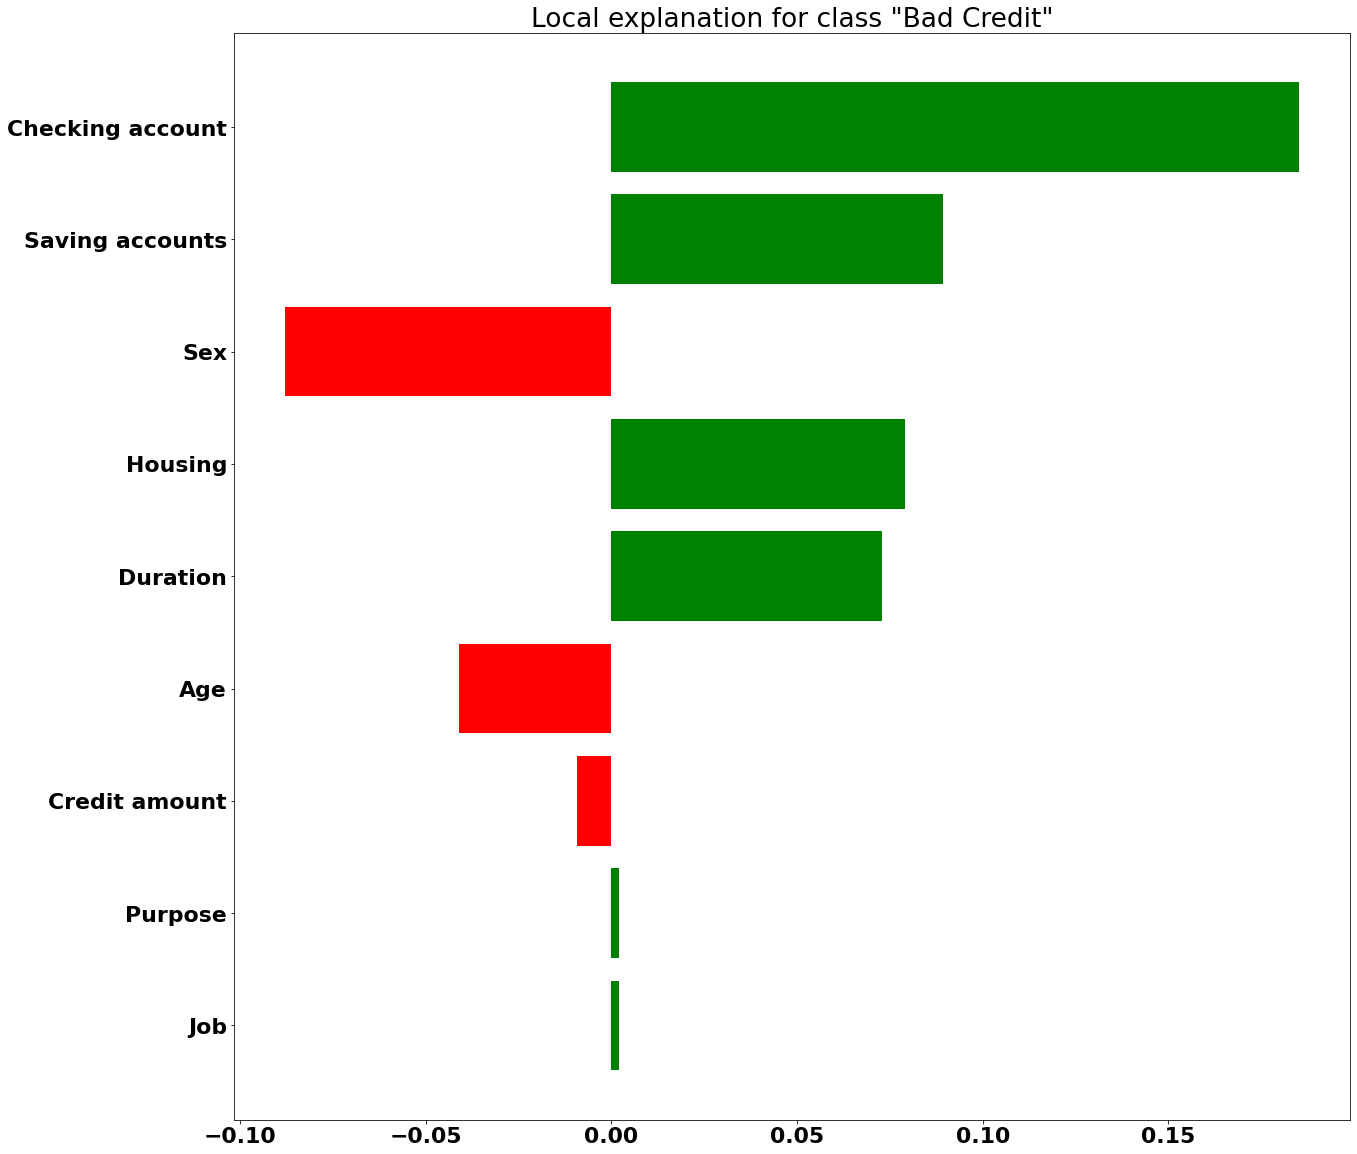 Local explanation for class "Bad Credit"
Checking account
Saving accounts
Sex
Housing
Duration
Age
Credit amount
Purpose
Job
−0.10 −0.05 0.00 0.05 0.10 0.15